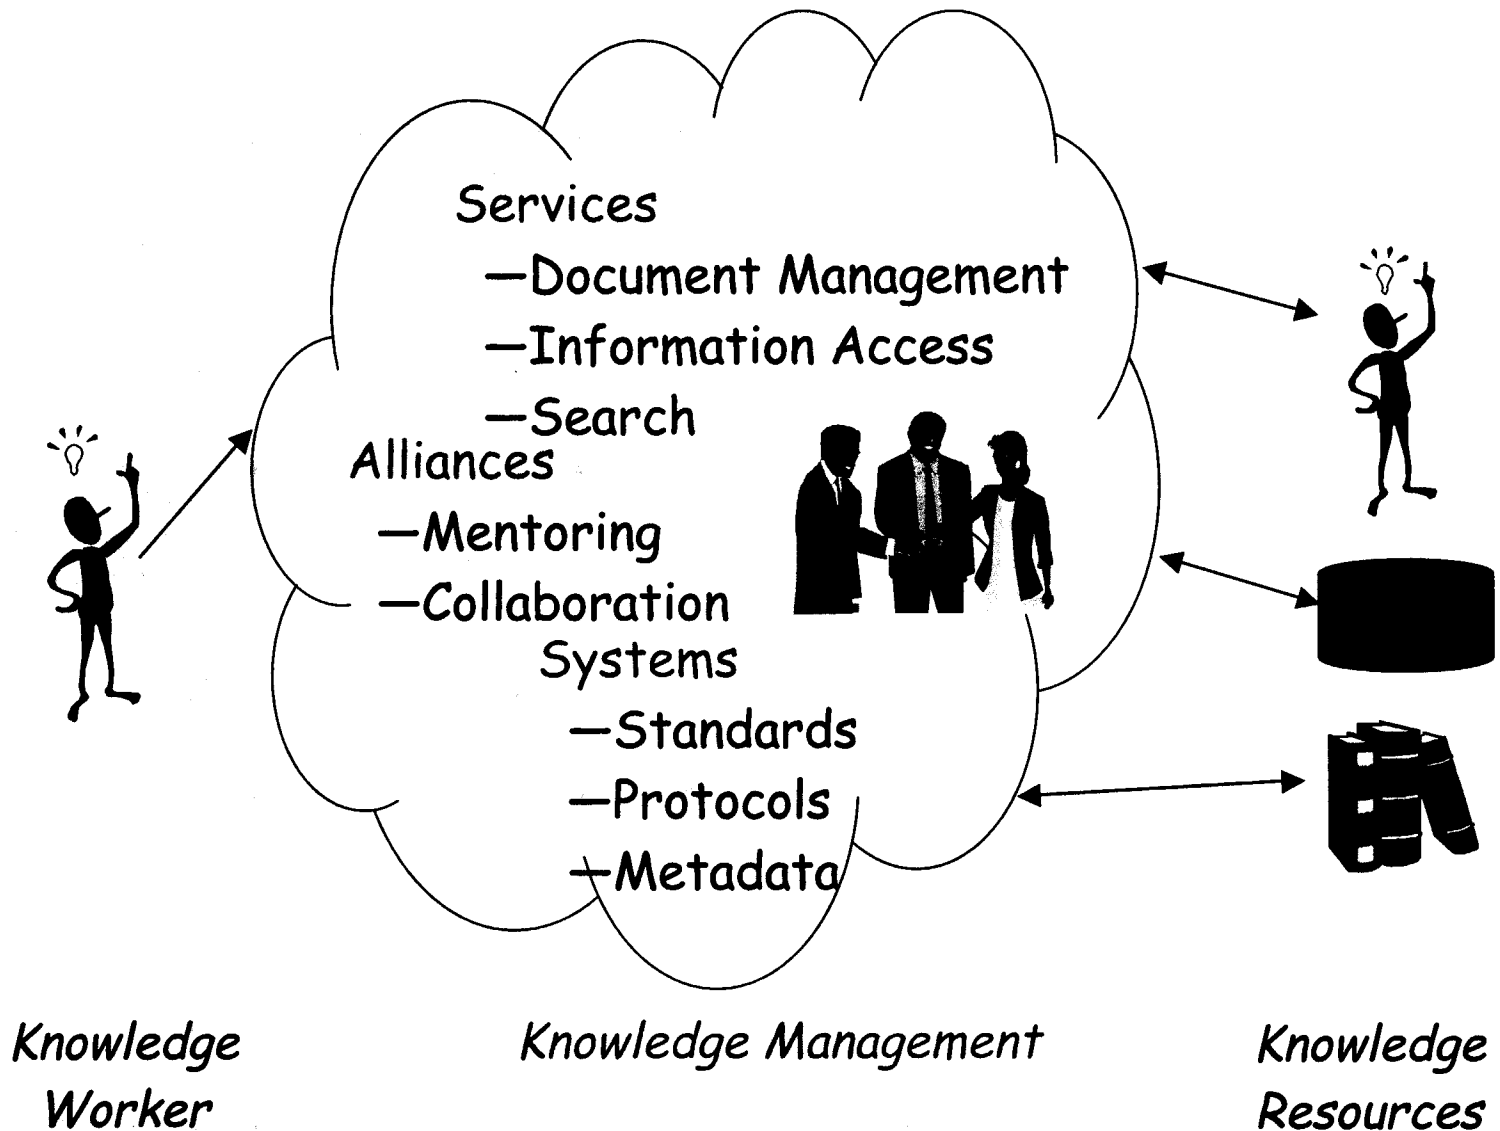 Services
—Document Management
—Information Access
—Search
Alliances
—Mentoring
—Collaboration
Systems
—Standards
—Protocols
—Metadata
Knowledge Worker
Knowledge Management
Knowledge Resources